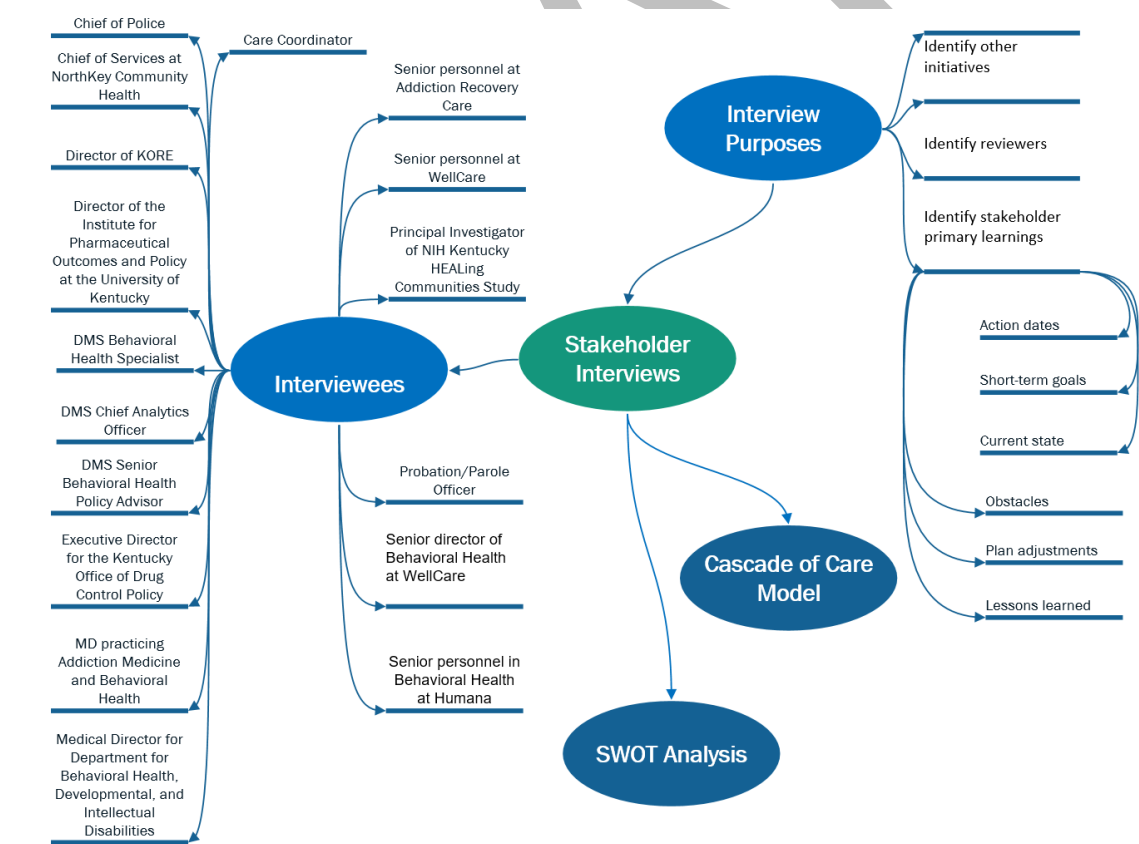 Chief of Police
Care Coordinator
Chief of Services at
NorthKey Community
Health
Director of KORE
Director of the
Institute for
Pharmaceutical
Outcomes and Policy
at the University of
Kentucky
DMS Behavioral
Health Specialist
DMS Chief Analytics
Officer
DMS Senior
Behavioral Health
Policy Advisor
Executive Director
for the Kentucky
Office of Drug
Control Policy
MD practicing
Addiction Medicine
and Behavioral
Health
Medical Director for
Department for
Behavioral Health,
Developmental, and
Intellectual
Disabilities
Senior personnel at
Addiction Recovery
Care
Senior personnel at
WellCare
Principal Investigator
of NIH Kentucky
HEALing
Communities Study
Interviewees
Probation/Parole
Officer
Senior director of
Behavioral Health
at WellCare
Senior personnel in
Behavioral Health
at Humana
Stakeholder
Interviews
Interview
Purposes
Identify other
initiatives
Identify reviewers
Identify stakeholder
primary learnings
Action dates
Short-term goals
Current state
Obstacles
Plan adjustments
Lessons learned
Cascade of Care
Model
SWOT Analysis